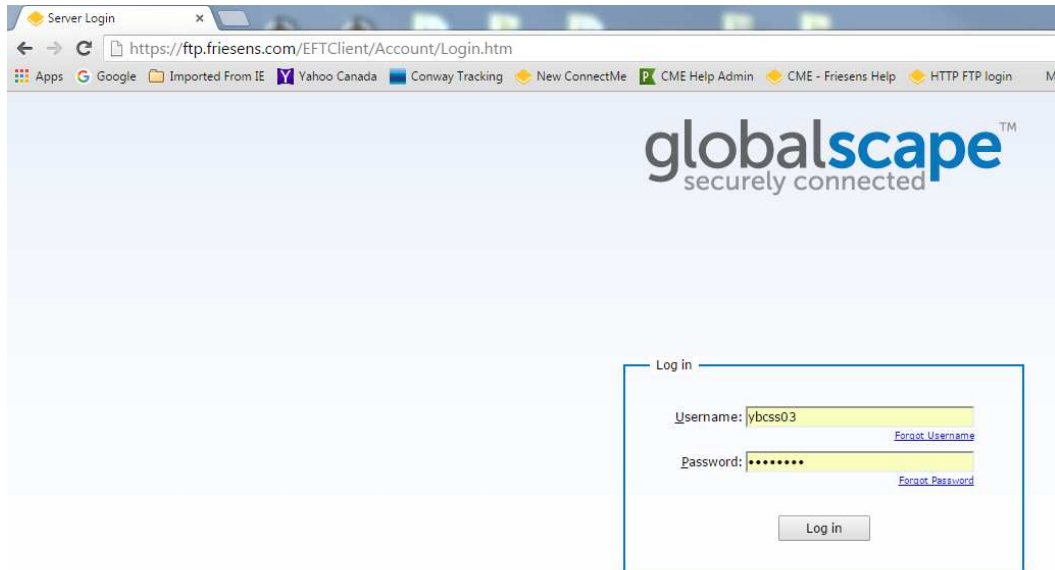 Server Login
https://ftp.friesens.com/EFTClient/Account/Login.htm
Apps Google Imported From IE Yahoo Canada Conway Tracking New ConnectMe CME Help Admin CME - Friesens Help HTTP FTP login M
globalscape™
securely connected
Log in
Username: ybcss03
Forgot Username
Password: ••••••••
Forgot Password
Log in